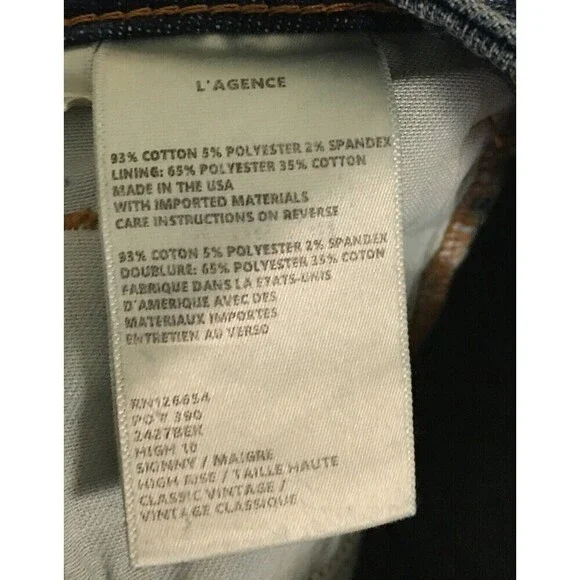 L'AGENCE
93% COTTON 5% POLYESTER 2% SPANDEX
LINING: 65% POLYESTER 35% COTTON
MADE IN THE USA
WITH IMPORTED MATERIALS
CARE INSTRUCTIONS ON REVERSE
93% COTON 5% POLYESTER 2% SPANDEX
DOUBLURE: 65% POLYESTER 35% COTON
FABRIQUE DANS LA ETATS-UNIS
D'AMERIQUE AVEC DES
MATERIAUX IMPORTES
ENTRETIEN AU VERSO
RN126654
PO # 390
2427BEK
HIGH 10
SKINNY / MAIGRE
HIGH RISE / TAILLE HAUTE
CLASSIC VINTAGE /
VINTAGE CLASSIQUE